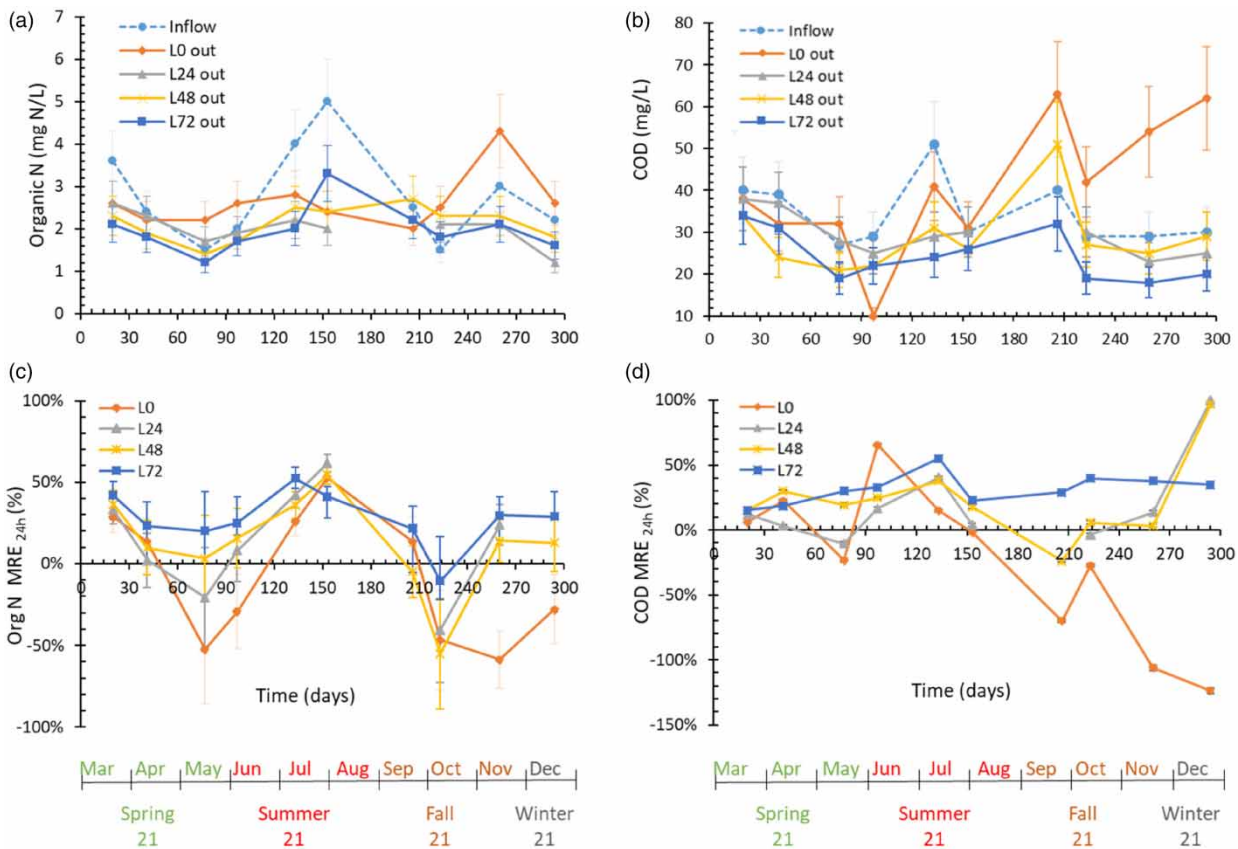 (a)
Organic N (mg N/L)
7
6
5
4
3
2
1
0
Inflow
L0 out
L24 out
L48 out
L72 out
0 30 60 90 120 150 180 210 240 270 300
(b)
COD (mg/L)
80
70
60
50
40
30
20
10
Inflow
L0 out
L24 out
L48 out
L72 out
0 30 60 90 120 150 180 210 240 270 300
(c)
Org N MRE 24h (%)
100%
50%
0%
-50%
-100%
L0
L24
L48
L72
0 30 60 90 120 150 180 210 240 270 300
Time (days)
(d)
COD MRE 24h (%)
100%
50%
0%
-50%
-100%
-150%
L0
L24
L48
L72
0 30 60 90 120 150 180 210 240 270 300
Time (days)
Mar Apr May Jun Jul Aug Sep Oct Nov Dec
Spring Summer Fall Winter
21 21 21 21
Mar Apr May Jun Jul Aug Sep Oct Nov Dec
Spring Summer Fall Winter
21 21 21 21